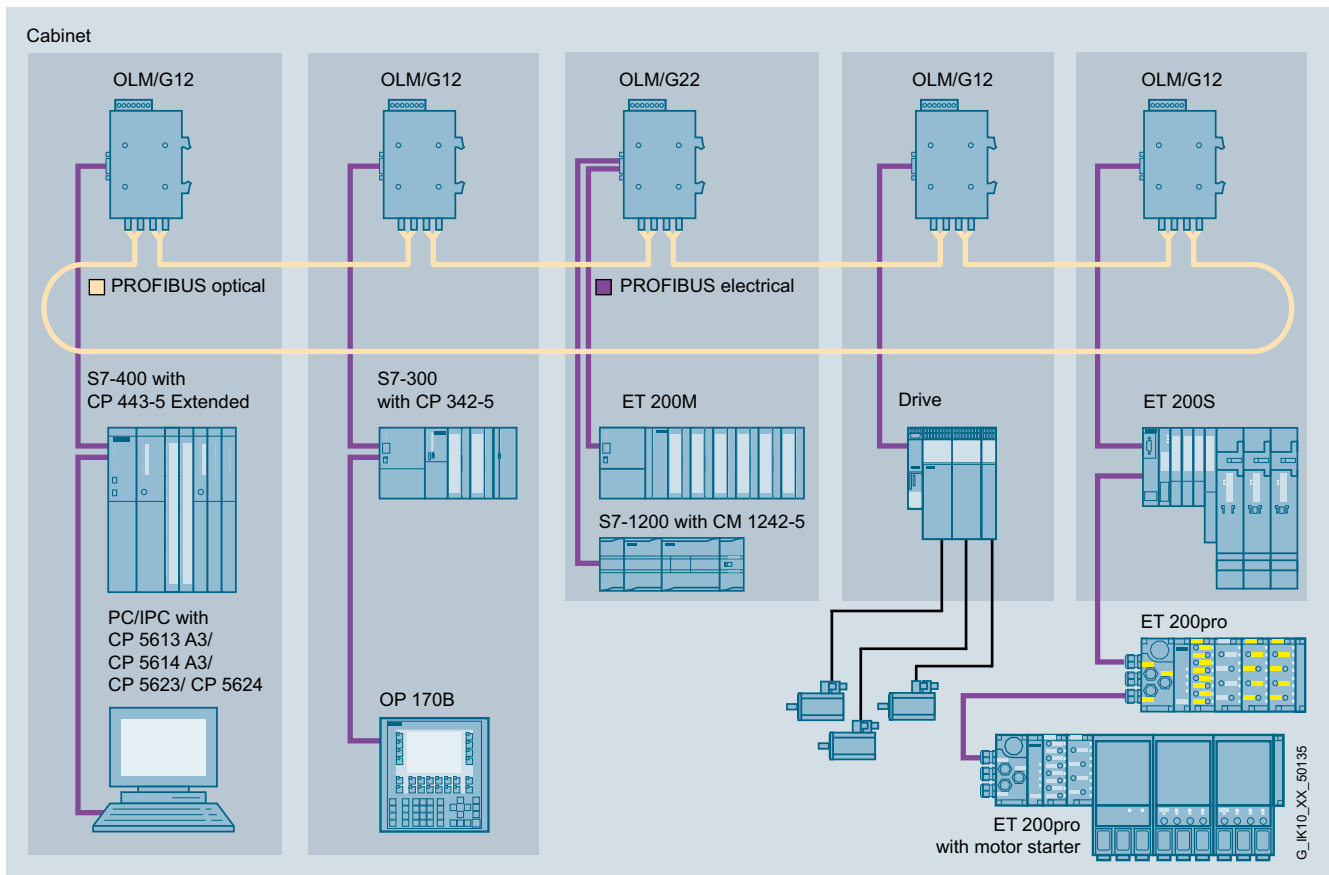 Cabinet
OLM/G12
OLM/G12
OLM/G22
OLM/G12
OLM/G12
PROFIBUS optical
PROFIBUS electrical
S7-400 with
CP 443-5 Extended
S7-300
with CP 342-5
ET 200M
Drive
ET 200S
S7-1200 with CM 1242-5
PC/IPC with
CP 5613 A3/
CP 5614 A3/
CP 5623/ CP 5624
OP 170B
ET 200pro
ET 200pro
with motor starter
G_IK10_XX_50135